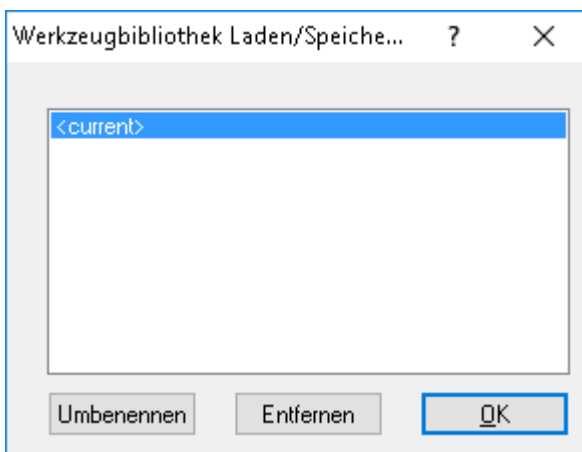 Werkzeugbibliothek Laden/Speiche... ?
<current>
Umbenennen Entfernen OK